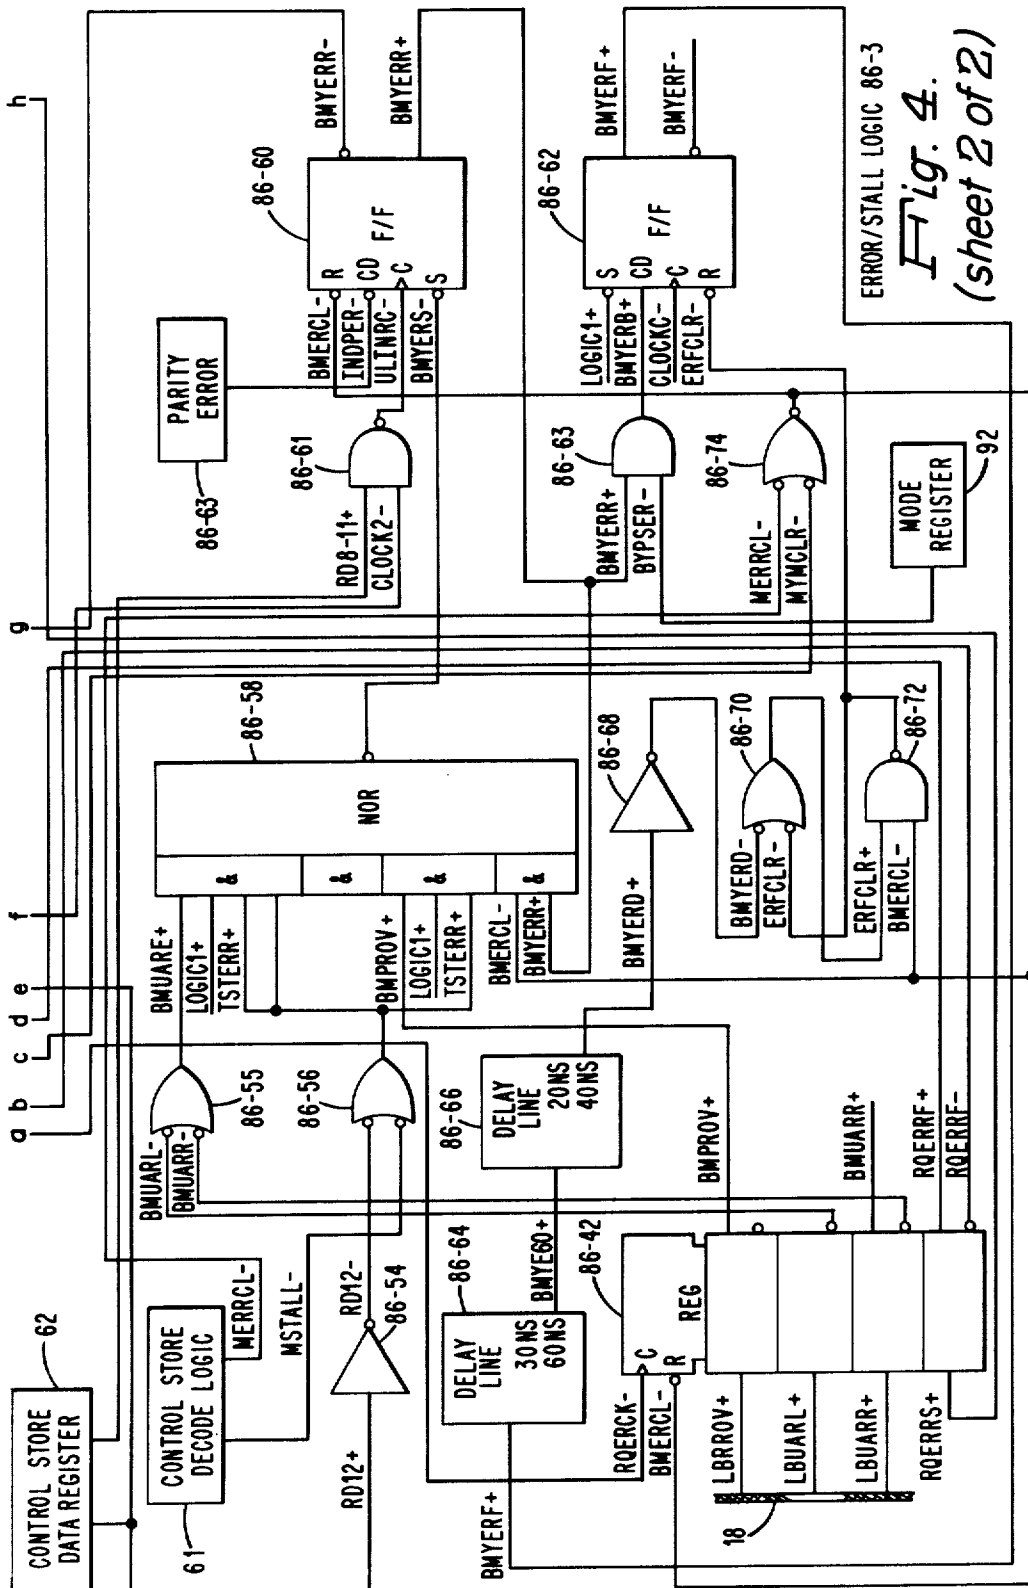 a
b
c
d
e
f
g
h
CONTROL STORE
DATA REGISTER
62
CONTROL STORE
DECODE LOGIC
61
MERRCL-
MSTALL-
RD12+
RD12-
86-54
BMUARL-
BMUARR-
86-55
86-56
BMUARE+
LOGIC1+
TSTERR+
BMPROV+
LOGIC1+
TSTERR+
BMERCL-
BMYERR+
&
&
&
&
NOR
86-58
PARITY
ERROR
86-63
RD8-11+
CLOCK2-
86-61
BMERCL-
INDPER-
ULINRC-
BMYERS-
R
CD
C
S
F/F
86-60
BMYERR-
BMYERR+
BMYERR+
BYPSER-
86-63
LOGIC1+
BMYERB+
CLOCKC-
ERFCLR-
S
CD
C
R
F/F
86-62
BMYERF+
BMYERF-
MERRCL-
MYMCLR-
86-74
MODE
REGISTER
92
BMYERF+
DELAY
LINE
30NS
60NS
86-64
BMYE60+
DELAY
LINE
20NS
40NS
86-66
BMYERD+
86-68
BMYERD-
ERFCLR-
86-70
ERFCLR+
BMERCL-
86-72
RQERCK-
BMERCL-
C
R
REG
86-42
LBRROV+
LBUARL+
LBUARR+
RQERRS+
18
BMPROV+
BMUARR+
RQERRF+
RQERRF-
ERROR/STALL LOGIC 86-3
Fig. 4.
(sheet 2 of 2)